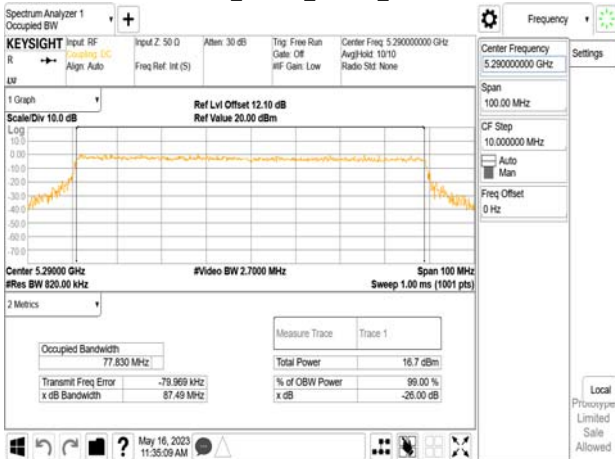 Spectrum Analyzer 1
Occupied BW
+
Frequency
KEYSIGHT
R
Input: RF
Coupling: DC
Align: Auto
Input Z: 50 Ω
Freq Ref: Int (S)
Atten: 30 dB
Trig: Free Run
Gate: Off
#IF Gain: Low
Center Freq: 5.290000000 GHz
Avg|Hold: 10/10
Radio Std: None
LXI
1 Graph
Scale/Div 10.0 dB
Ref Lvl Offset 12.10 dB
Ref Value 20.00 dBm
Log
10.0
0.00
-10.0
-20.0
-30.0
-40.0
-50.0
-60.0
-70.0
Center 5.29000 GHz
#Res BW 820.00 kHz
#Video BW 2.7000 MHz
Span 100 MHz
Sweep 1.00 ms (1001 pts)
2 Metrics
Measure Trace
Trace 1
Occupied Bandwidth
77.830 MHz
Total Power
16.7 dBm
Transmit Freq Error
-79.969 kHz
% of OBW Power
99.00 %
x dB Bandwidth
87.49 MHz
x dB
-26.00 dB
?
May 16, 2023
11:35:09 AM
Center Frequency
5.290000000 GHz
Settings
Span
100.00 MHz
CF Step
10.000000 MHz
Auto
Man
Freq Offset
0 Hz
Local
Prototype
Limited
Sale
Allowed